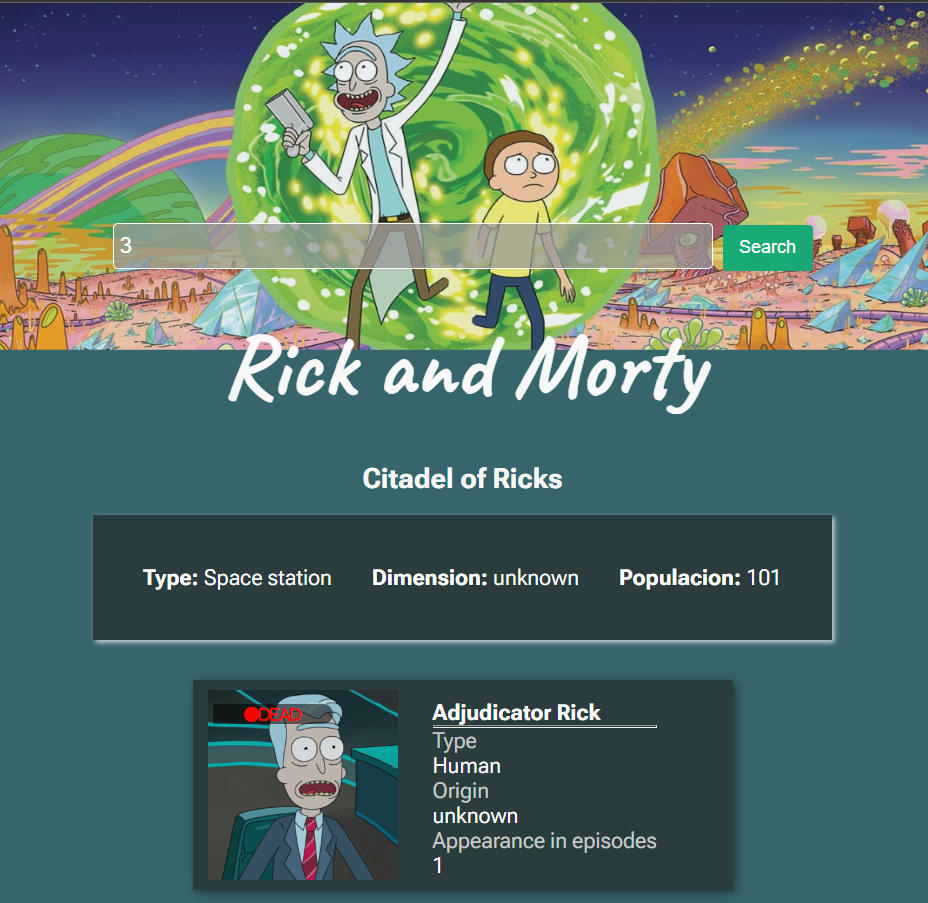 3
Search
Rick and Morty
Citadel of Ricks
Type: Space station Dimension: unknown Populacion: 101
DEAD
Adjudicator Rick
Type
Human
Origin
unknown
Appearance in episodes
1